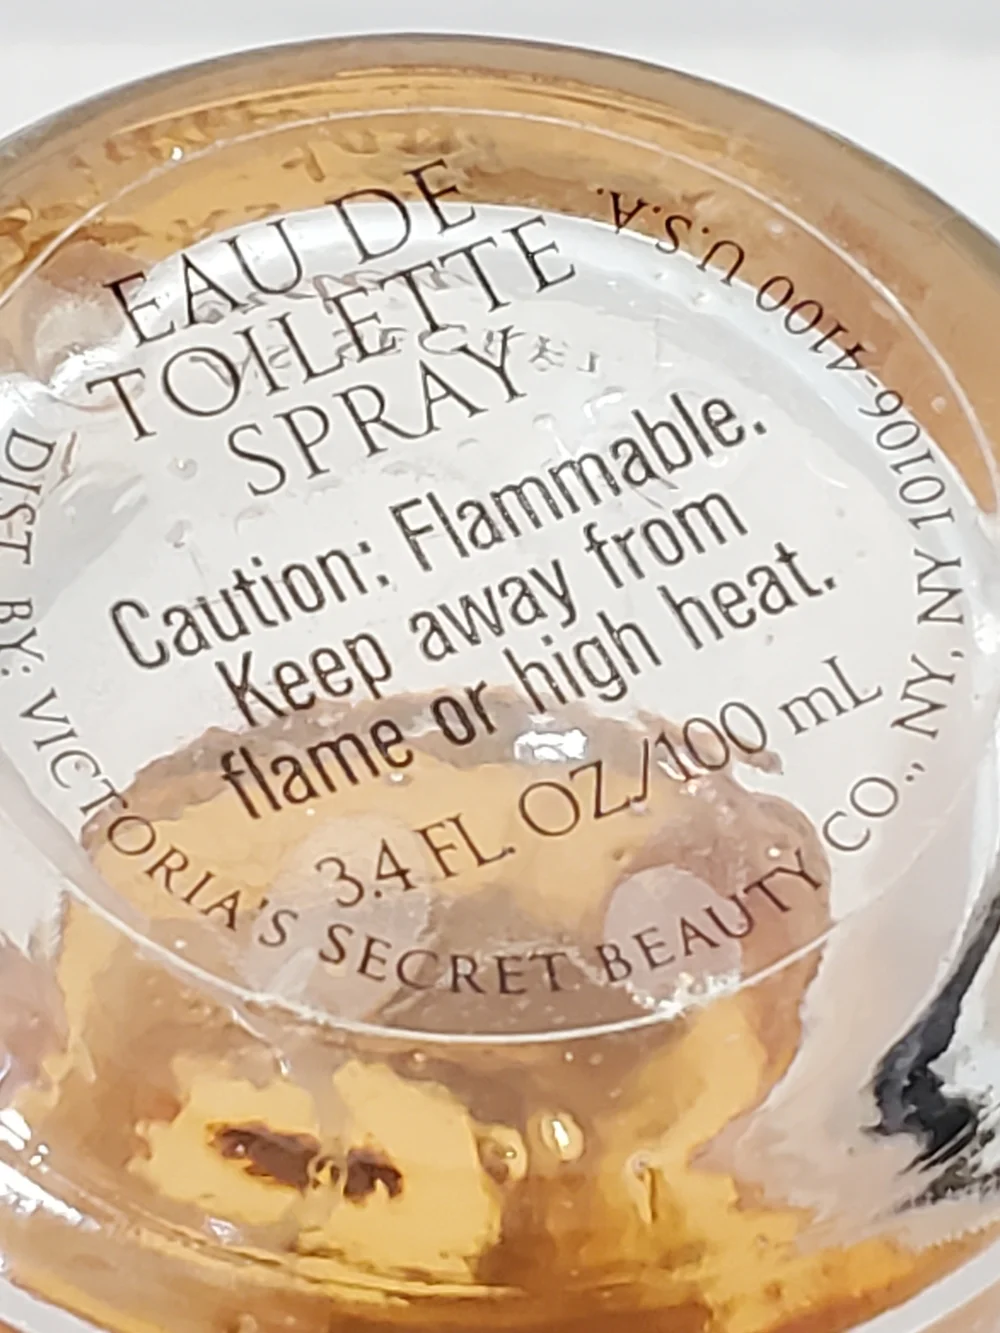 EAU DE
TOILETTE
SPRAY
Caution: Flammable.
Keep away from
flame or high heat.
3.4 FL. OZ/100 mL
DIST. BY: VICTORIA'S SECRET BEAUTY CO., NY, NY 10106-4100 U.S.A.